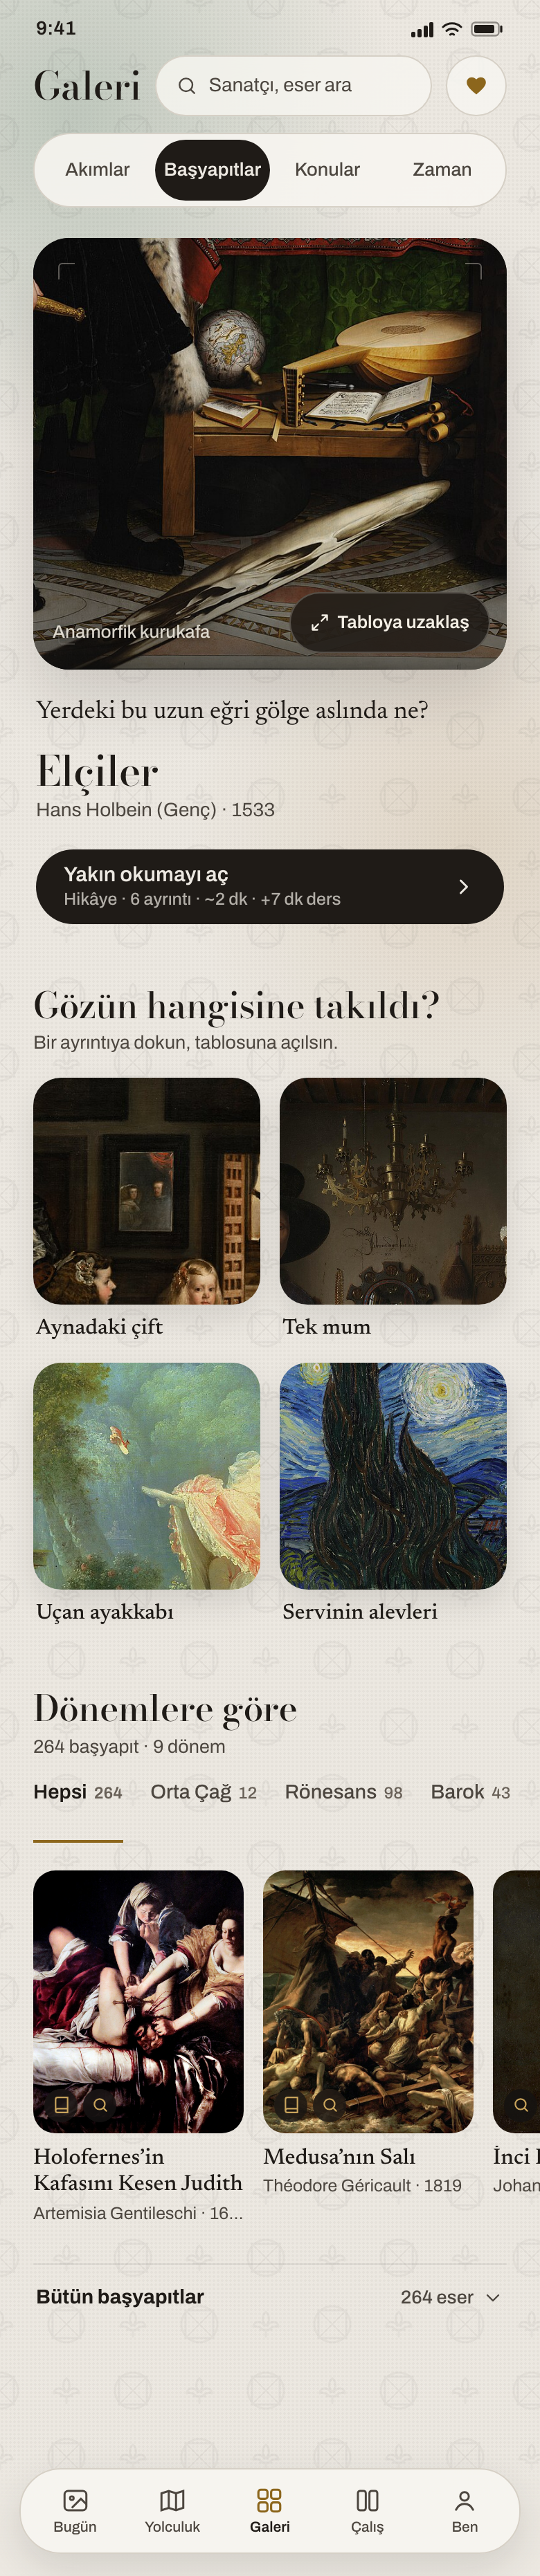 9:41
Galeri
Sanatçı, eser ara
Akımlar
Başyapıtlar
Konular
Zaman
Anamorfik kurukafa
Tabloya uzaklaş
Yerdeki bu uzun eğri gölge aslında ne?
Elçiler
Hans Holbein (Genç) · 1533
Yakın okumayı aç
Hikâye · 6 ayrıntı · ~2 dk · +7 dk ders
Gözün hangisine takıldı?
Bir ayrıntıya dokun, tablosuna açılsın.
Aynadaki çift
Tek mum
Uçan ayakkabı
Servinin alevleri
Dönemlere göre
264 başyapıt · 9 dönem
Hepsi 264
Orta Çağ 12
Rönesans 98
Barok 43
Holofernes’in
Kafasını Kesen Judith
Artemisia Gentileschi · 16…
Medusa’nın Salı
Théodore Géricault · 1819
İnci
Johan
Bütün başyapıtlar
264 eser
Bugün
Yolculuk
Galeri
Çalış
Ben